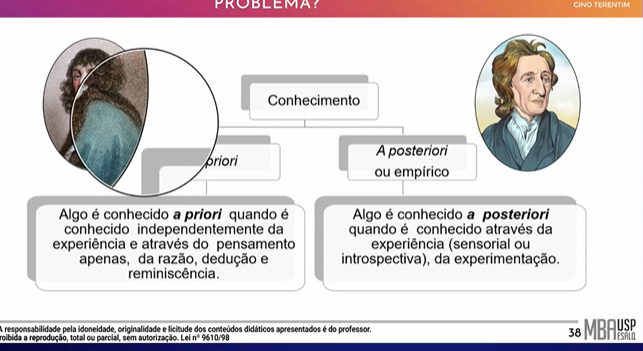 PROBLEMA?
GINO TERENTIM
Conhecimento
priori
A posteriori
ou empírico
Algo é conhecido a priori quando é
conhecido independentemente da
experiência e através do pensamento
apenas, da razão, dedução e
reminiscência.
Algo é conhecido a posteriori
quando é conhecido através da
experiência (sensorial ou
introspectiva), da experimentação.
A responsabilidade pela idoneidade, originalidade e licitude dos conteúdos didáticos apresentados é do professor.
roibida a reprodução, total ou parcial, sem autorização. Lei nº 9610/98
38
MBA USP
ESALQ